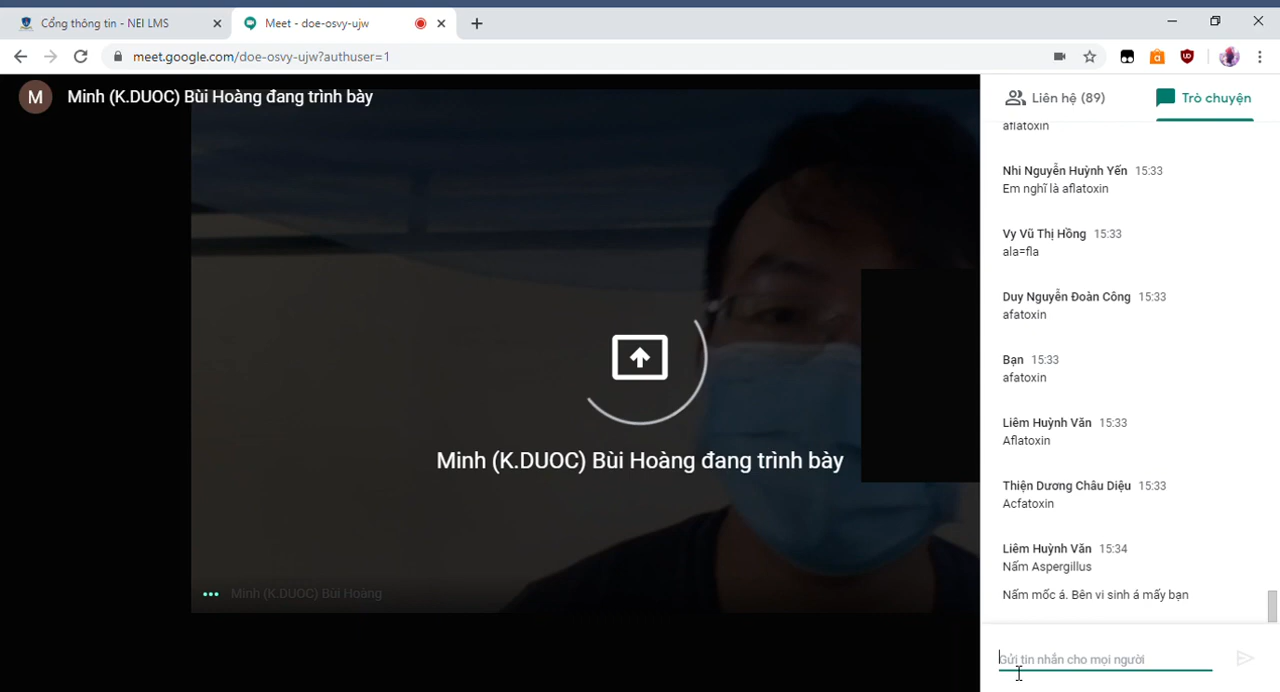 Cổng thông tin - NEI LMS
Meet - doe-osvy-ujw
meet.google.com/doe-osvy-ujw?authuser=1
M
Minh (K.DUOC) Bùi Hoàng đang trình bày
Liên hệ (89)
Trò chuyện
aflatoxin
Nhi Nguyễn Huỳnh Yến 15:33
Em nghĩ là aflatoxin
Vy Vũ Thị Hồng 15:33
ala=fla
Duy Nguyễn Đoàn Công 15:33
afatoxin
Bạn 15:33
afatoxin
Liêm Huỳnh Văn 15:33
Aflatoxin
Minh (K.DUOC) Bùi Hoàng đang trình bày
Thiện Dương Châu Diệu 15:33
Acfatoxin
Liêm Huỳnh Văn 15:34
Nấm Aspergillus
Nấm mốc á. Bên vi sinh á mấy bạn
Minh (K.DUOC) Bùi Hoàng
Gửi tin nhắn cho mọi người